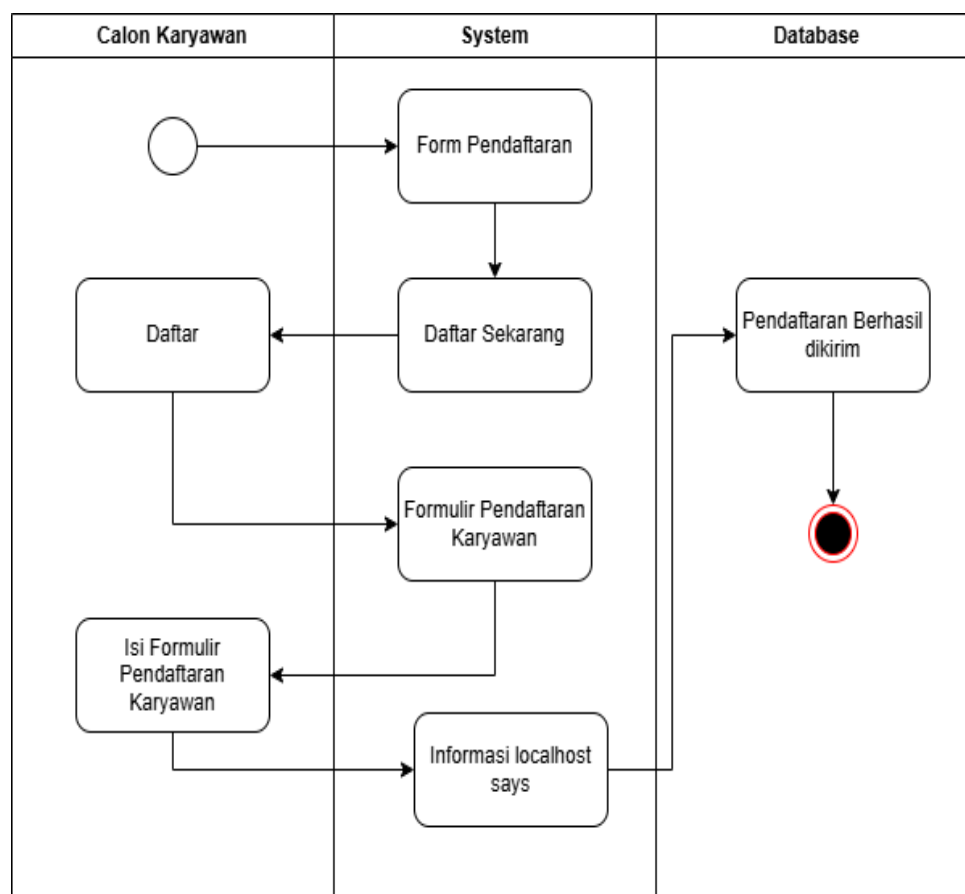 Calon Karyawan
System
Database
Form Pendaftaran
Daftar
Daftar Sekarang
Pendaftaran Berhasil
dikirim
Formulir Pendaftaran
Karyawan
Isi Formulir
Pendaftaran
Karyawan
Informasi localhost
says